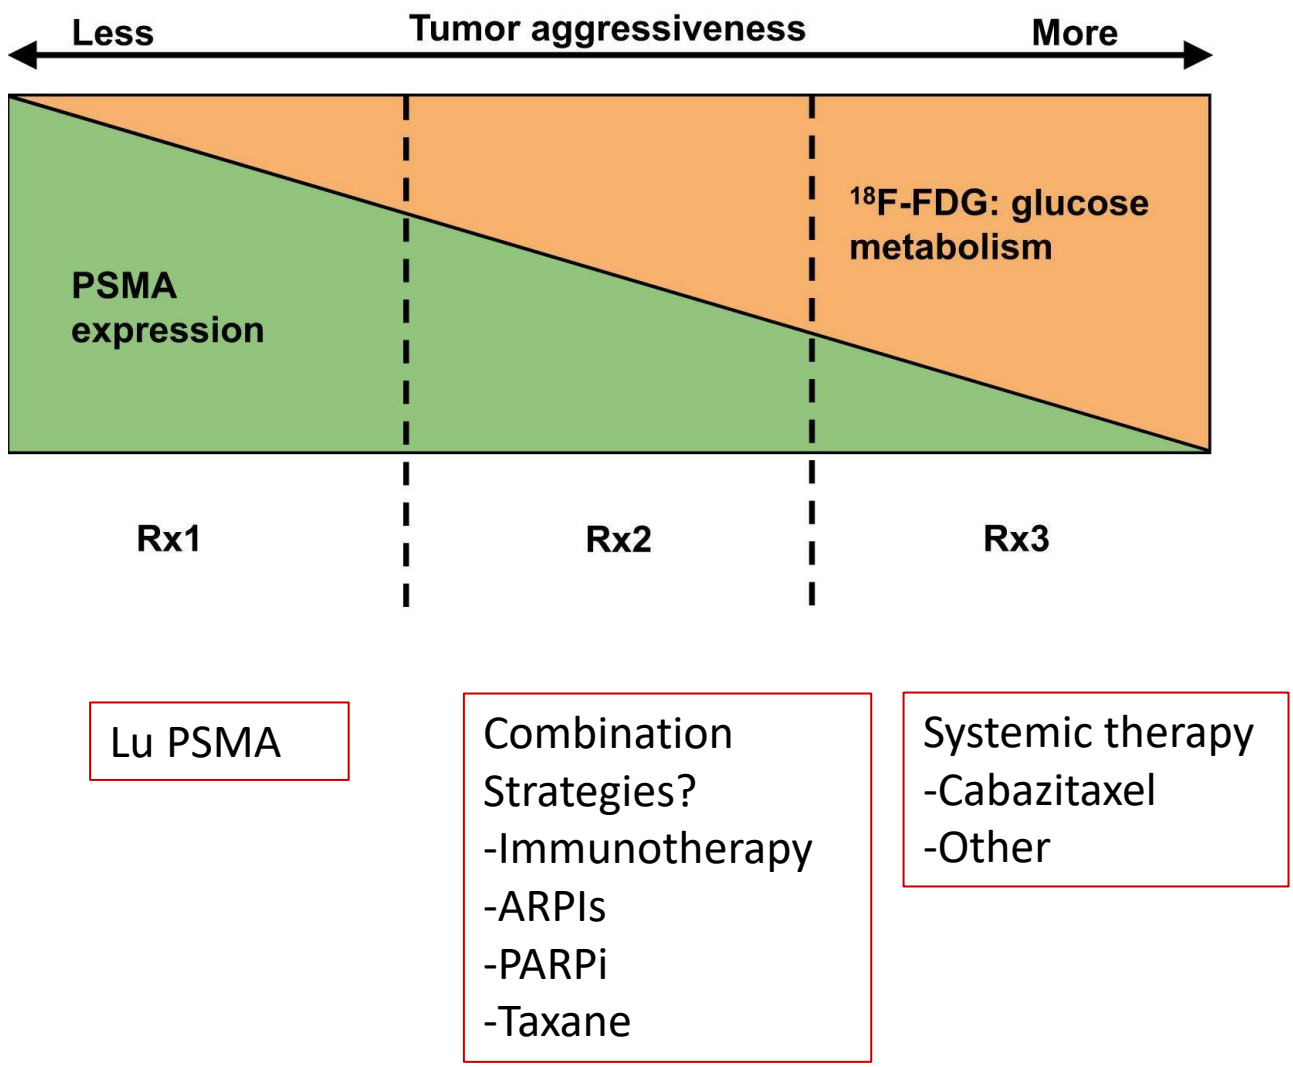 Less Tumor aggressiveness More
¹⁸F-FDG: glucose
metabolism
PSMA
expression
Rx1 Rx2 Rx3
Lu PSMA
Combination
Strategies?
-Immunotherapy
-ARPIs
-PARPi
-Taxane
Systemic therapy
-Cabazitaxel
-Other